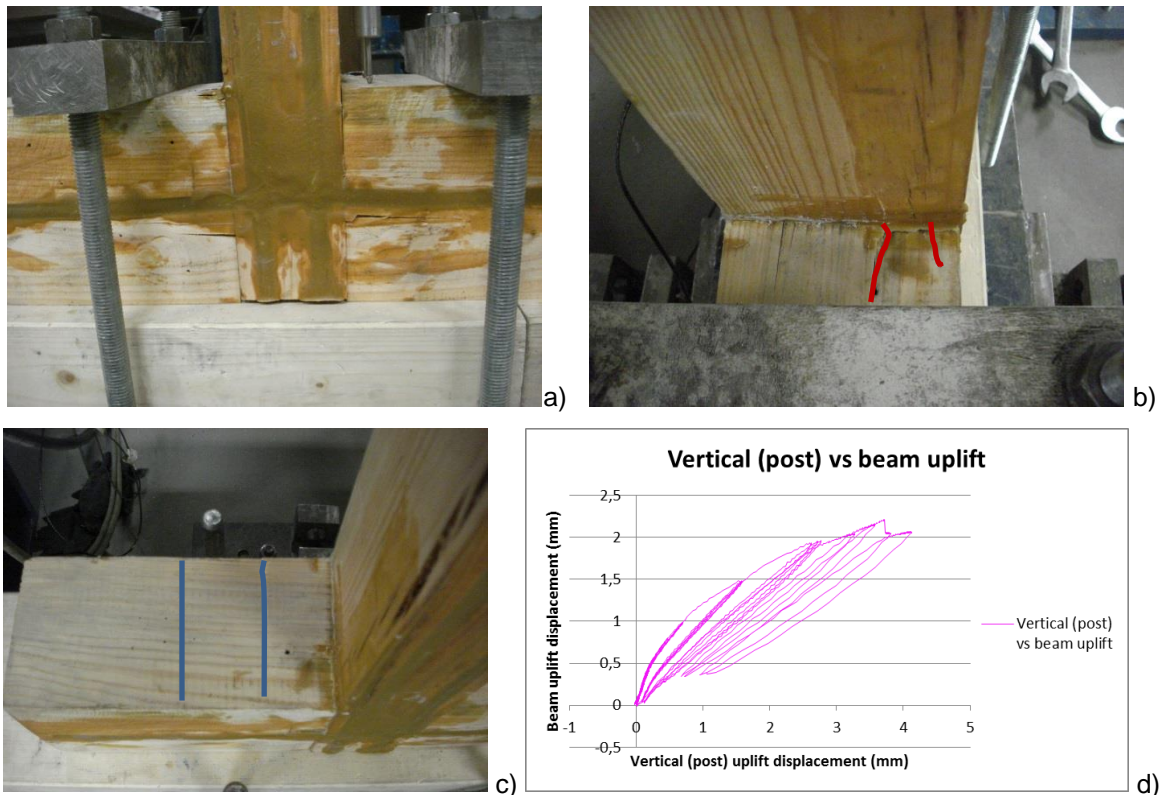 a)
b)
c)
Vertical (post) vs beam uplift
Beam uplift displacement (mm)
2,5
2
1,5
1
0,5
0
-0,5
-1
0
1
2
3
4
5
Vertical (post) uplift displacement (mm)
Vertical (post)
vs beam uplift
d)